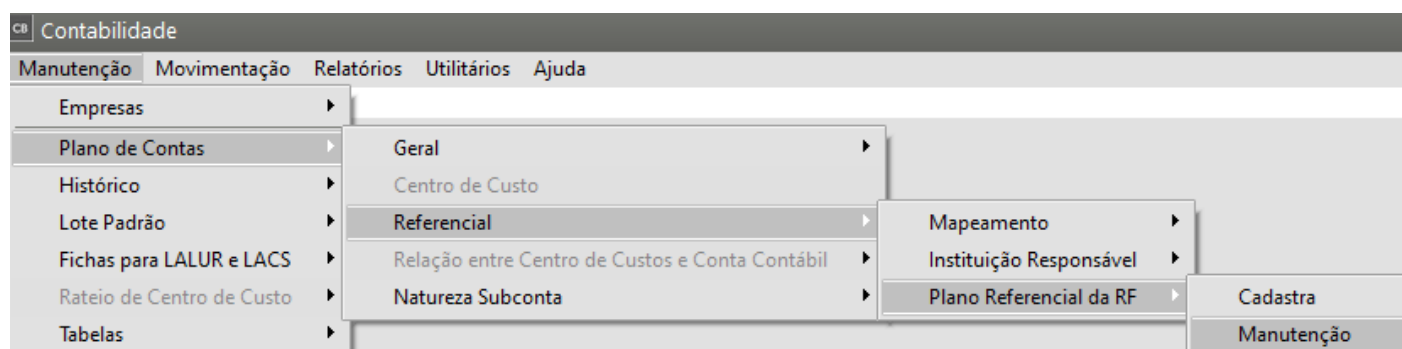 CB Contabilidade
Manutenção Movimentação Relatórios Utilitários Ajuda
Empresas
Plano de Contas Geral
Histórico Centro de Custo
Lote Padrão Referencial Mapeamento
Fichas para LALUR e LACS Relação entre Centro de Custos e Conta Contábil Instituição Responsável
Rateio de Centro de Custo Natureza Subconta Plano Referencial da RF Cadastra
Tabelas Manutenção